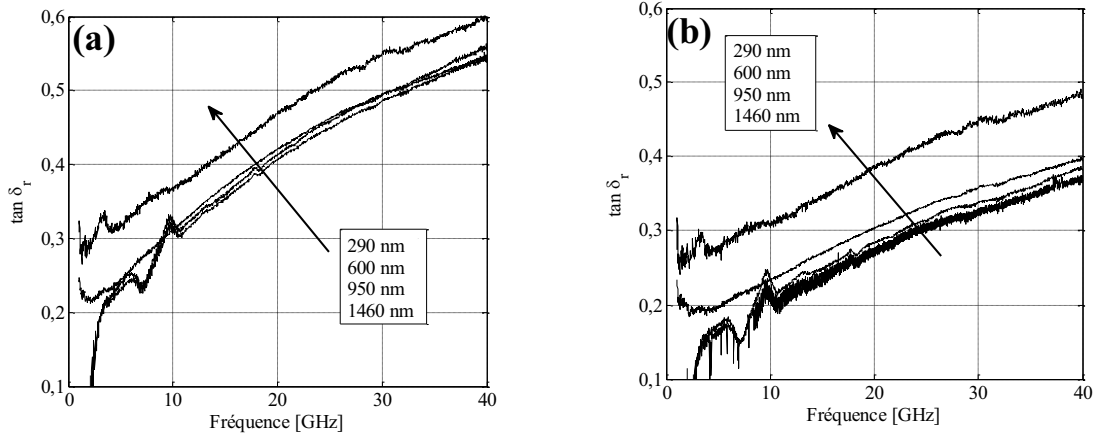 (a)
0,6
0,5
0,4
0,3
0,2
0,1
tan δr
290 nm
600 nm
950 nm
1460 nm
0 10 20 30 40
Fréquence [GHz]
(b)
0,6
0,5
0,4
0,3
0,2
0,1
tan δr
290 nm
600 nm
950 nm
1460 nm
0 10 20 30 40
Fréquence [GHz]